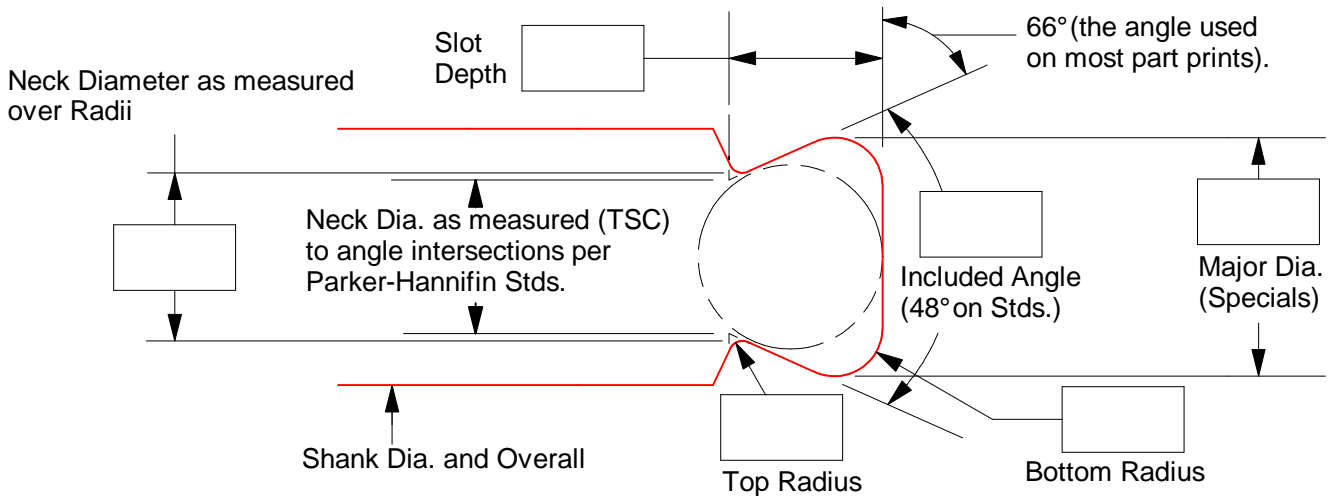 Slot
Depth
66° (the angle used
on most part prints).
Neck Diameter as measured
over Radii
Neck Dia. as measured (TSC)
to angle intersections per
Parker-Hannifin Stds.
Included Angle
(48° on Stds.)
Major Dia.
(Specials)
Shank Dia. and Overall
Top Radius
Bottom Radius